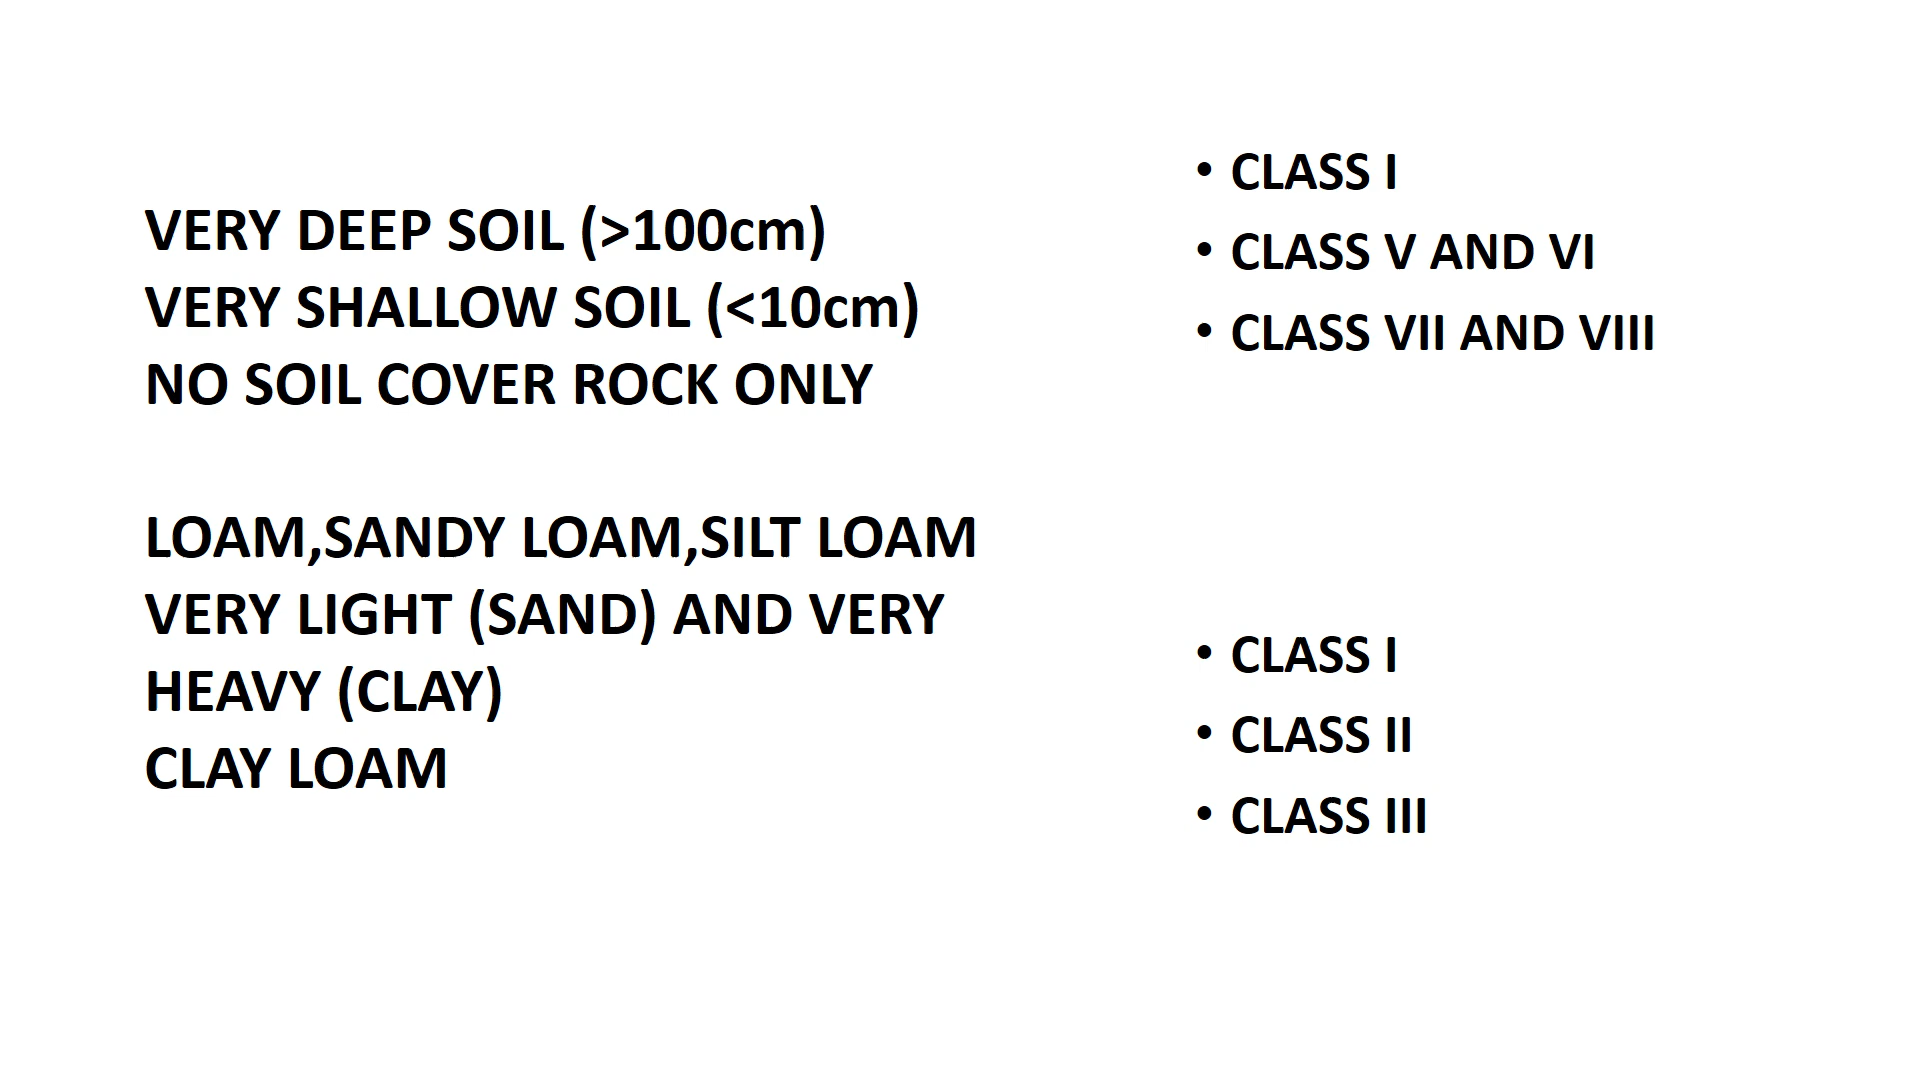 VERY DEEP SOIL (>100cm)
VERY SHALLOW SOIL (<10cm)
NO SOIL COVER ROCK ONLY
LOAM,SANDY LOAM,SILT LOAM
VERY LIGHT (SAND) AND VERY
HEAVY (CLAY)
CLAY LOAM
• CLASS I
• CLASS V AND VI
• CLASS VII AND VIII
• CLASS I
• CLASS II
• CLASS III